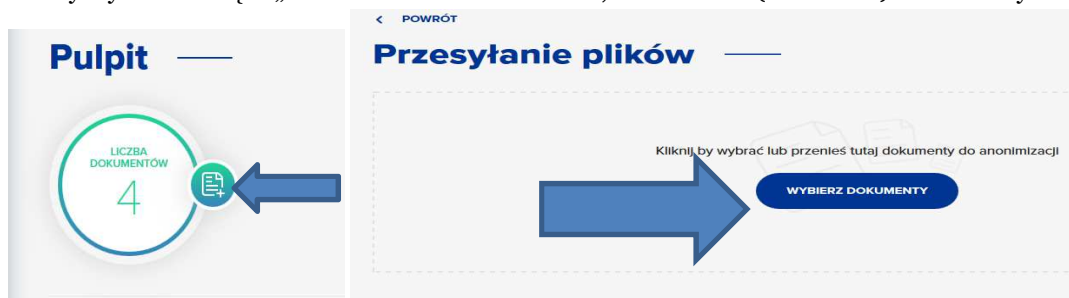 Pulpit
LICZBA
DOKUMENTÓW
4
POWRÓT
Przesyłanie plików
Kliknij by wybrać lub przenieś tutaj dokumenty do anonimizacji
WYBIERZ DOKUMENTY